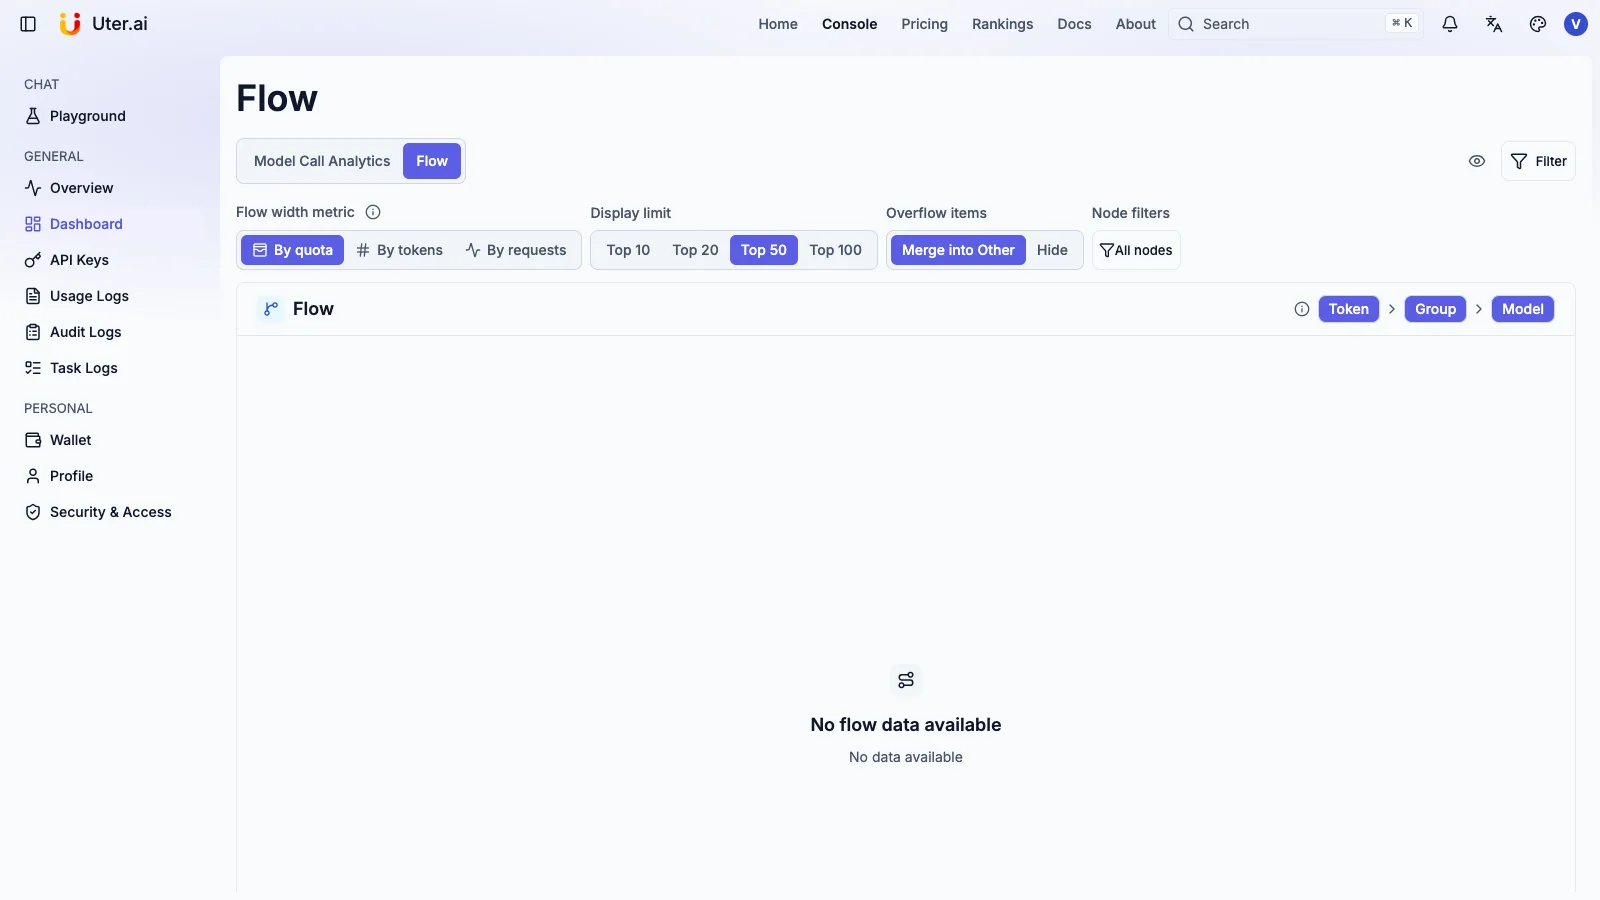 Uter.ai
Home
Console
Pricing
Rankings
Docs
About
Search
⌘ K
V
CHAT
Playground
GENERAL
Overview
Dashboard
API Keys
Usage Logs
Audit Logs
Task Logs
PERSONAL
Wallet
Profile
Security & Access
Flow
Model Call Analytics
Flow
Filter
Flow width metric
By quota
By tokens
By requests
Display limit
Top 10
Top 20
Top 50
Top 100
Overflow items
Merge into Other
Hide
Node filters
All nodes
Flow
Token
Group
Model
No flow data available
No data available